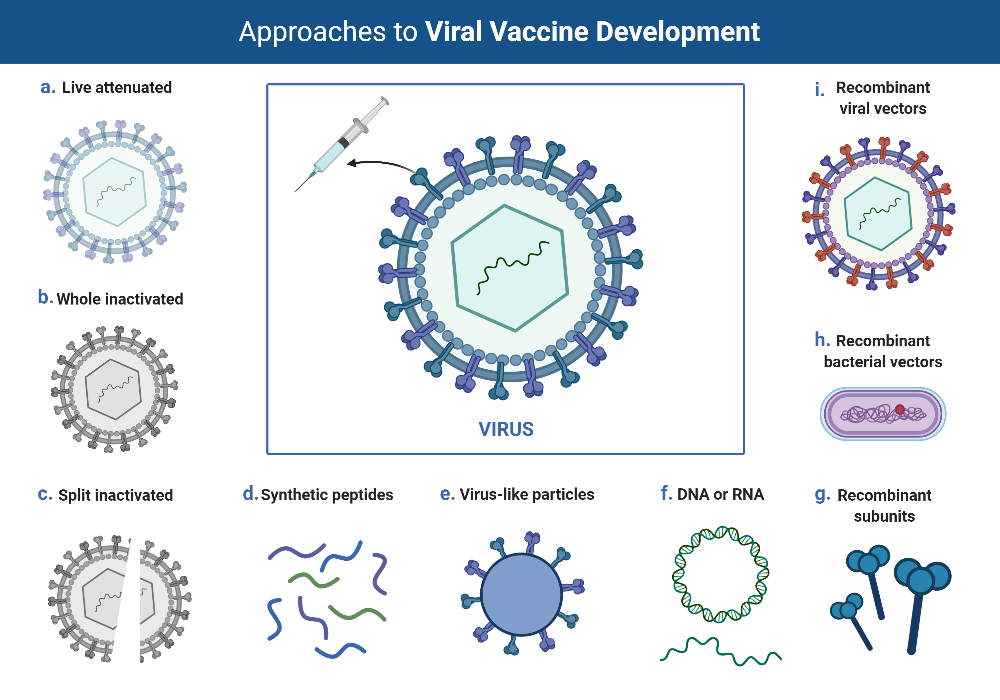 Approaches to Viral Vaccine Development
a. Live attenuated
b. Whole inactivated
c. Split inactivated
d. Synthetic peptides
e. Virus-like particles
f. DNA or RNA
g. Recombinant
subunits
h. Recombinant
bacterial vectors
i. Recombinant
viral vectors
VIRUS